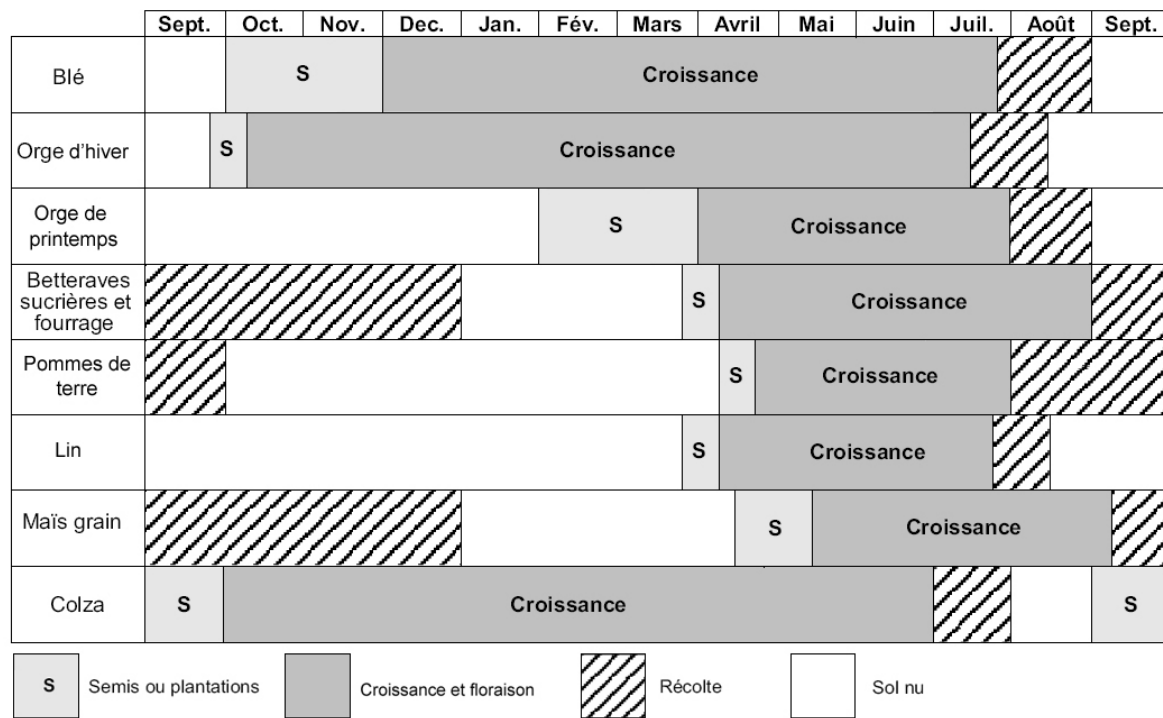 Sept. Oct. Nov. Dec. Jan. Fév. Mars Avril Mai Juin Juil. Août Sept.
Blé S Croissance
Orge d'hiver S Croissance
Orge de
printemps S Croissance
Betteraves
sucrières et
fourrage S Croissance
Pommes de
terre S Croissance
Lin S Croissance
Maïs grain S Croissance
Colza S Croissance S
S Semis ou plantations Croissance et floraison Récolte Sol nu